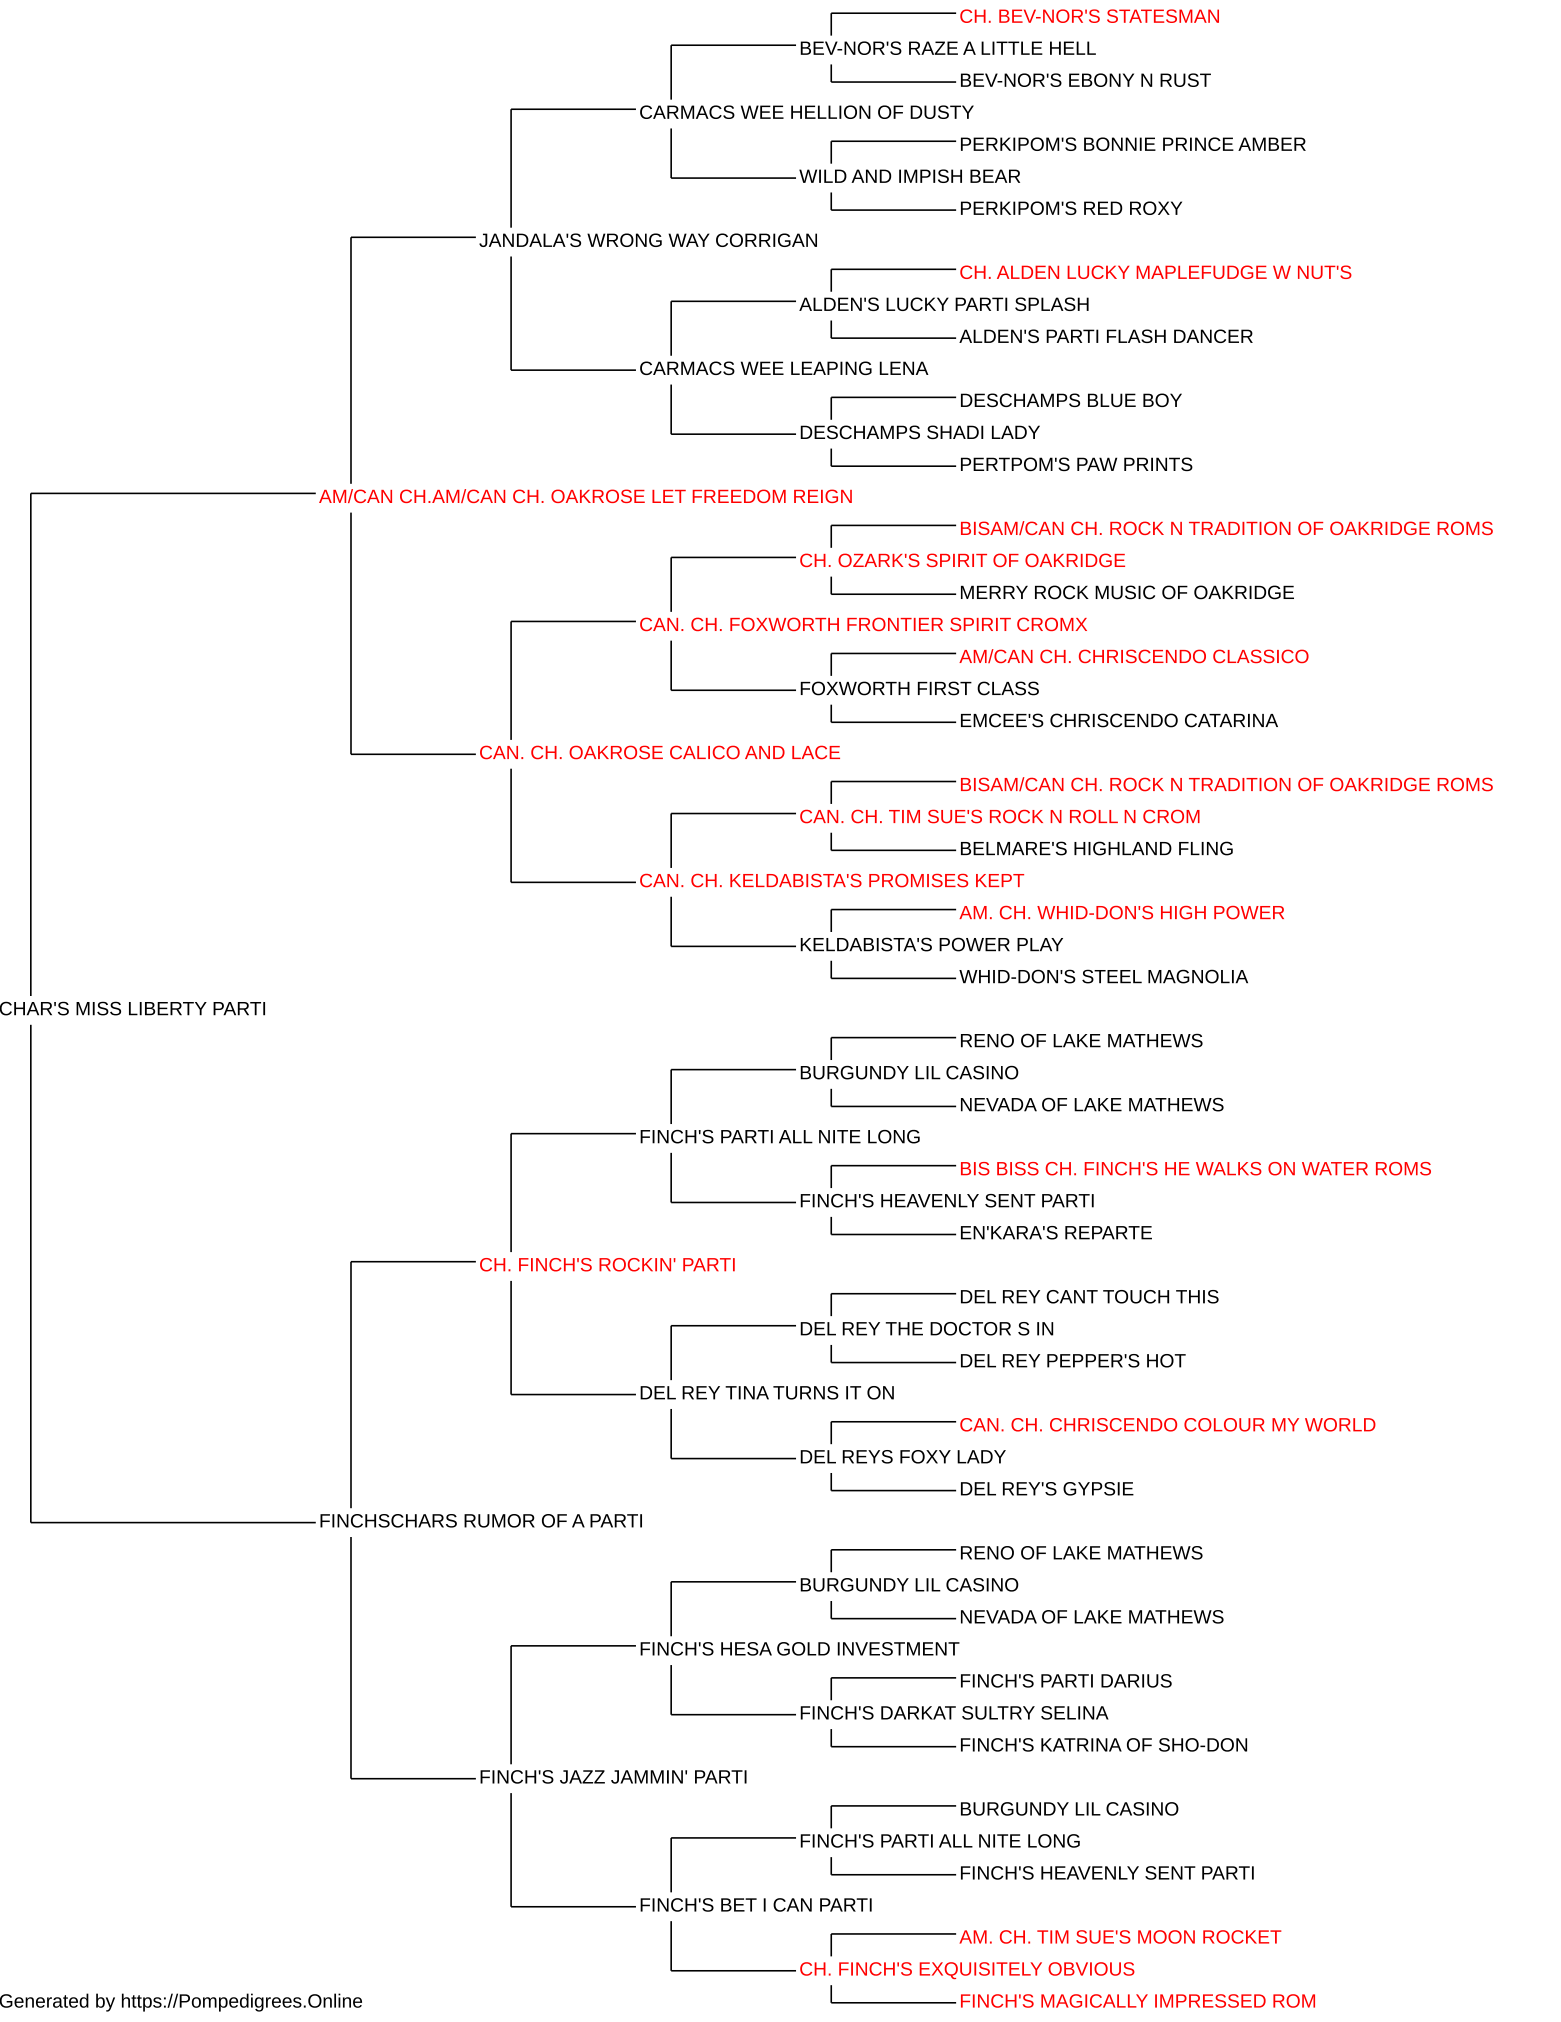 CH. BEV-NOR'S STATESMAN
BEV-NOR'S RAZE A LITTLE HELL
BEV-NOR'S EBONY N RUST
CARMACS WEE HELLION OF DUSTY
PERKIPOM'S BONNIE PRINCE AMBER
WILD AND IMPISH BEAR
PERKIPOM'S RED ROXY
JANDALA'S WRONG WAY CORRIGAN
CH. ALDEN LUCKY MAPLEFUDGE W NUT'S
ALDEN'S LUCKY PARTI SPLASH
ALDEN'S PARTI FLASH DANCER
CARMACS WEE LEAPING LENA
DESCHAMPS BLUE BOY
DESCHAMPS SHADI LADY
PERTPOM'S PAW PRINTS
AM/CAN CH.AM/CAN CH. OAKROSE LET FREEDOM REIGN
BISAM/CAN CH. ROCK N TRADITION OF OAKRIDGE ROMS
CH. OZARK'S SPIRIT OF OAKRIDGE
MERRY ROCK MUSIC OF OAKRIDGE
CAN. CH. FOXWORTH FRONTIER SPIRIT CROMX
AM/CAN CH. CHRISCENDO CLASSICO
FOXWORTH FIRST CLASS
EMCEE'S CHRISCENDO CATARINA
CAN. CH. OAKROSE CALICO AND LACE
BISAM/CAN CH. ROCK N TRADITION OF OAKRIDGE ROMS
CAN. CH. TIM SUE'S ROCK N ROLL N CROM
BELMARE'S HIGHLAND FLING
CAN. CH. KELDABISTA'S PROMISES KEPT
AM. CH. WHID-DON'S HIGH POWER
KELDABISTA'S POWER PLAY
WHID-DON'S STEEL MAGNOLIA
CHAR'S MISS LIBERTY PARTI
RENO OF LAKE MATHEWS
BURGUNDY LIL CASINO
NEVADA OF LAKE MATHEWS
FINCH'S PARTI ALL NITE LONG
BIS BISS CH. FINCH'S HE WALKS ON WATER ROMS
FINCH'S HEAVENLY SENT PARTI
EN'KARA'S REPARTE
CH. FINCH'S ROCKIN' PARTI
DEL REY CANT TOUCH THIS
DEL REY THE DOCTOR S IN
DEL REY PEPPER'S HOT
DEL REY TINA TURNS IT ON
CAN. CH. CHRISCENDO COLOUR MY WORLD
DEL REYS FOXY LADY
DEL REY'S GYPSIE
FINCHSCHARS RUMOR OF A PARTI
RENO OF LAKE MATHEWS
BURGUNDY LIL CASINO
NEVADA OF LAKE MATHEWS
FINCH'S HESA GOLD INVESTMENT
FINCH'S PARTI DARIUS
FINCH'S DARKAT SULTRY SELINA
FINCH'S KATRINA OF SHO-DON
FINCH'S JAZZ JAMMIN' PARTI
BURGUNDY LIL CASINO
FINCH'S PARTI ALL NITE LONG
FINCH'S HEAVENLY SENT PARTI
FINCH'S BET I CAN PARTI
AM. CH. TIM SUE'S MOON ROCKET
CH. FINCH'S EXQUISITELY OBVIOUS
FINCH'S MAGICALLY IMPRESSED ROM
Generated by https://Pompedigrees.Online